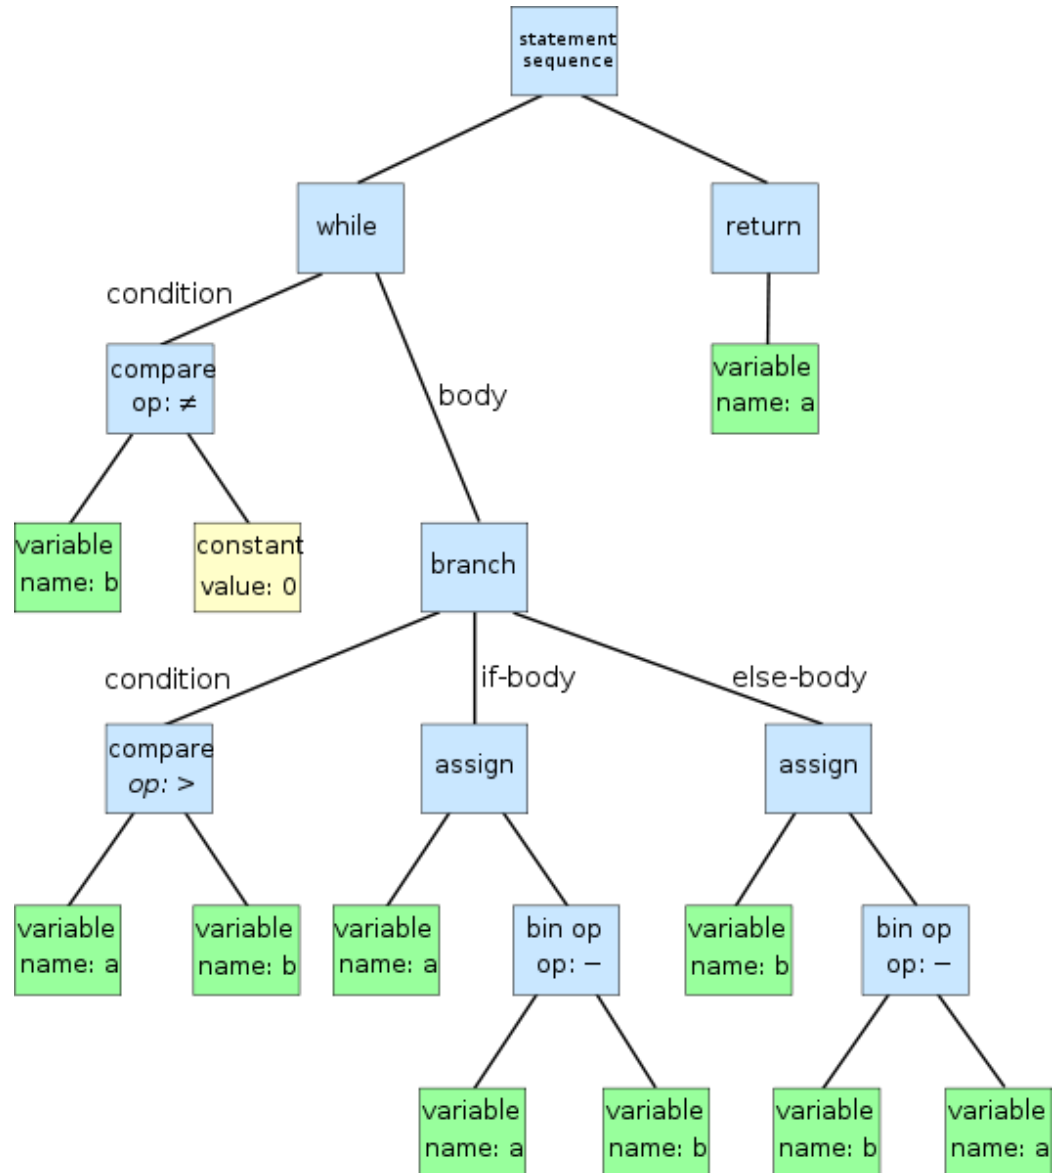 statement
sequence
while
return
condition
body
compare
op: ≠
variable
name: a
variable
name: b
constant
value: 0
branch
condition
if-body
else-body
compare
op: >
assign
assign
variable
name: a
variable
name: b
variable
name: a
bin op
op: −
variable
name: b
bin op
op: −
variable
name: a
variable
name: b
variable
name: b
variable
name: a